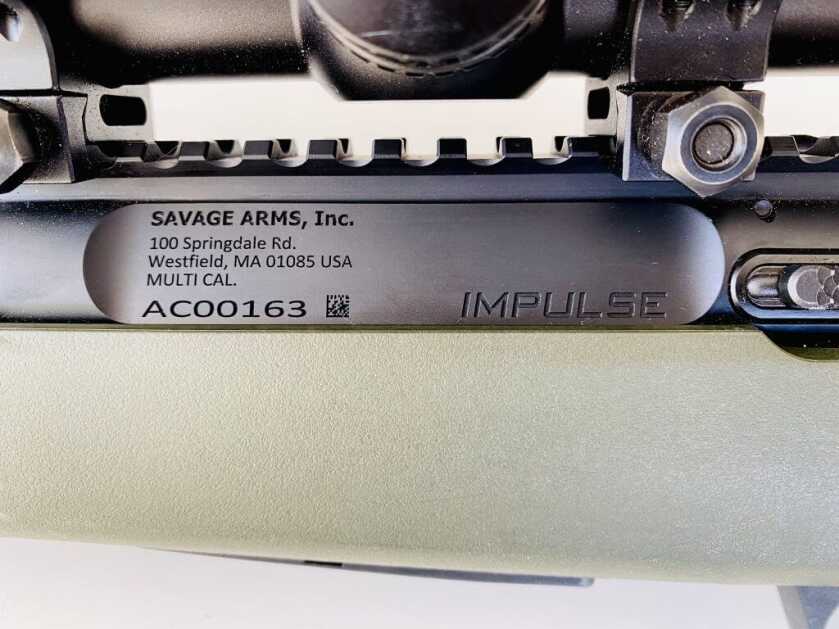 SAVAGE ARMS, Inc.
100 Springdale Rd.
Westfield, MA 01085 USA
MULTI CAL.
AC00163
IMPULSE